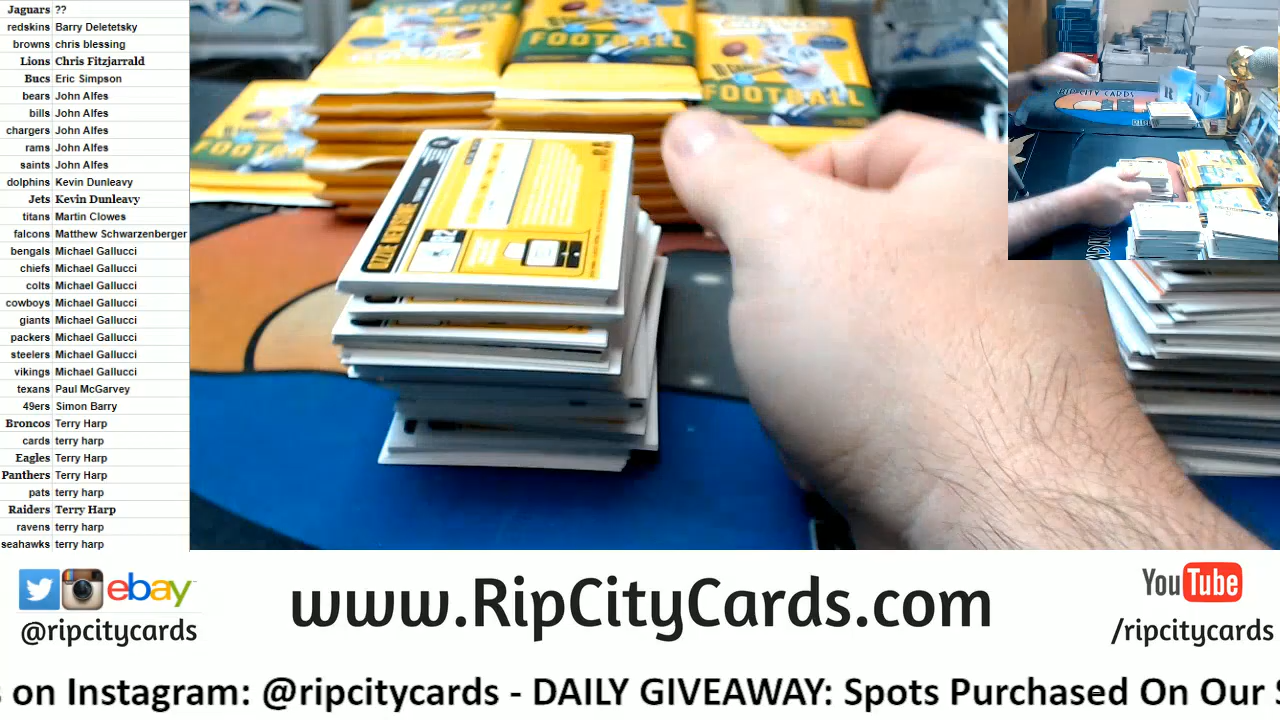 Jaguars ??
redskins Barry Deletetsky
browns chris blessing
Lions Chris Fitzjarrald
Bucs Eric Simpson
bears John Alfes
bills John Alfes
chargers John Alfes
rams John Alfes
saints John Alfes
dolphins Kevin Dunleavy
Jets Kevin Dunleavy
titans Martin Clowes
falcons Matthew Schwarzenberger
bengals Michael Gallucci
chiefs Michael Gallucci
colts Michael Gallucci
cowboys Michael Gallucci
giants Michael Gallucci
packers Michael Gallucci
steelers Michael Gallucci
vikings Michael Gallucci
texans Paul McGarvey
49ers Simon Barry
Broncos Terry Harp
cards terry harp
Eagles Terry Harp
Panthers Terry Harp
pats terry harp
Raiders Terry Harp
ravens terry harp
seahawks terry harp
FOOTBALL
FOOTBALL
ebay
@ripcitycards
www.RipCityCards.com
YouTube
/ripcitycards
s on Instagram: @ripcitycards - DAILY GIVEAWAY: Spots Purchased On Our S